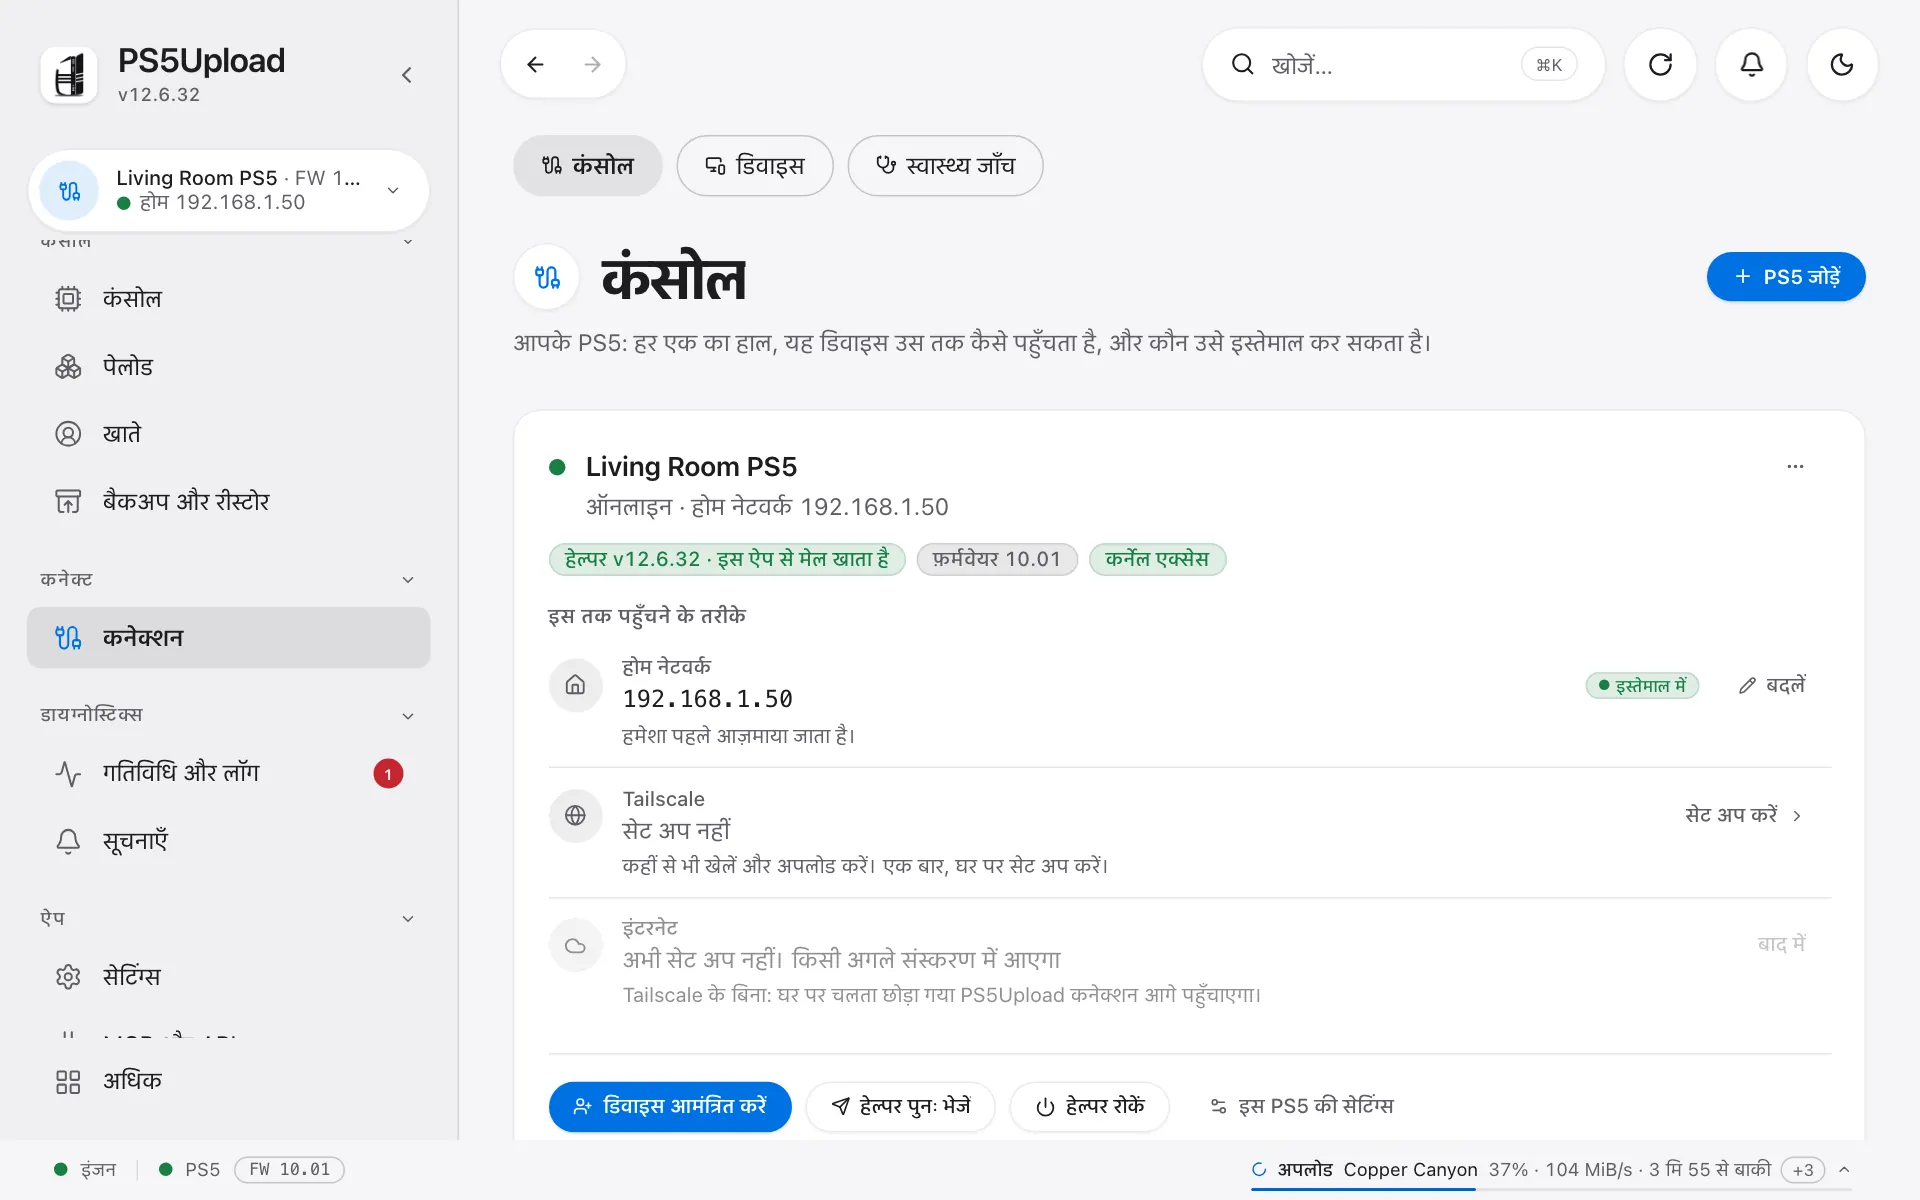 PS5Upload
v12.6.32
Living Room PS5 · FW 1...
होम 192.168.1.50
कंसोल
पेलोड
खाते
बैकअप और रीस्टोर
कनेक्ट
कनेक्शन
डायग्नोस्टिक्स
गतिविधि और लॉग
1
सूचनाएँ
ऐप
सेटिंग्स
अधिक
खोजें...
⌘K
कंसोल
डिवाइस
स्वास्थ्य जाँच
कंसोल
PS5 जोड़ें
आपके PS5: हर एक का हाल, यह डिवाइस उस तक कैसे पहुँचता है, और कौन उसे इस्तेमाल कर सकता है।
Living Room PS5
ऑनलाइन · होम नेटवर्क 192.168.1.50
हेल्पर v12.6.32 · इस ऐप से मेल खाता है
फ़र्मवेयर 10.01
कर्नेल एक्सेस
इस तक पहुँचने के तरीके
होम नेटवर्क
192.168.1.50
हमेशा पहले आज़माया जाता है।
इस्तेमाल में
बदलें
Tailscale
सेट अप नहीं
कहीं से भी खेलें और अपलोड करें। एक बार, घर पर सेट अप करें।
सेट अप करें
इंटरनेट
अभी सेट अप नहीं। किसी अगले संस्करण में आएगा
Tailscale के बिना: घर पर चलता छोड़ा गया PS5Upload कनेक्शन आगे पहुँचाएगा।
बाद में
डिवाइस आमंत्रित करें
हेल्पर पुनः भेजें
हेल्पर रोकें
इस PS5 की सेटिंग्स
इंजन
PS5
FW 10.01
अपलोड Copper Canyon 37% · 104 MiB/s · 3 मि 55 से बाकी
+3